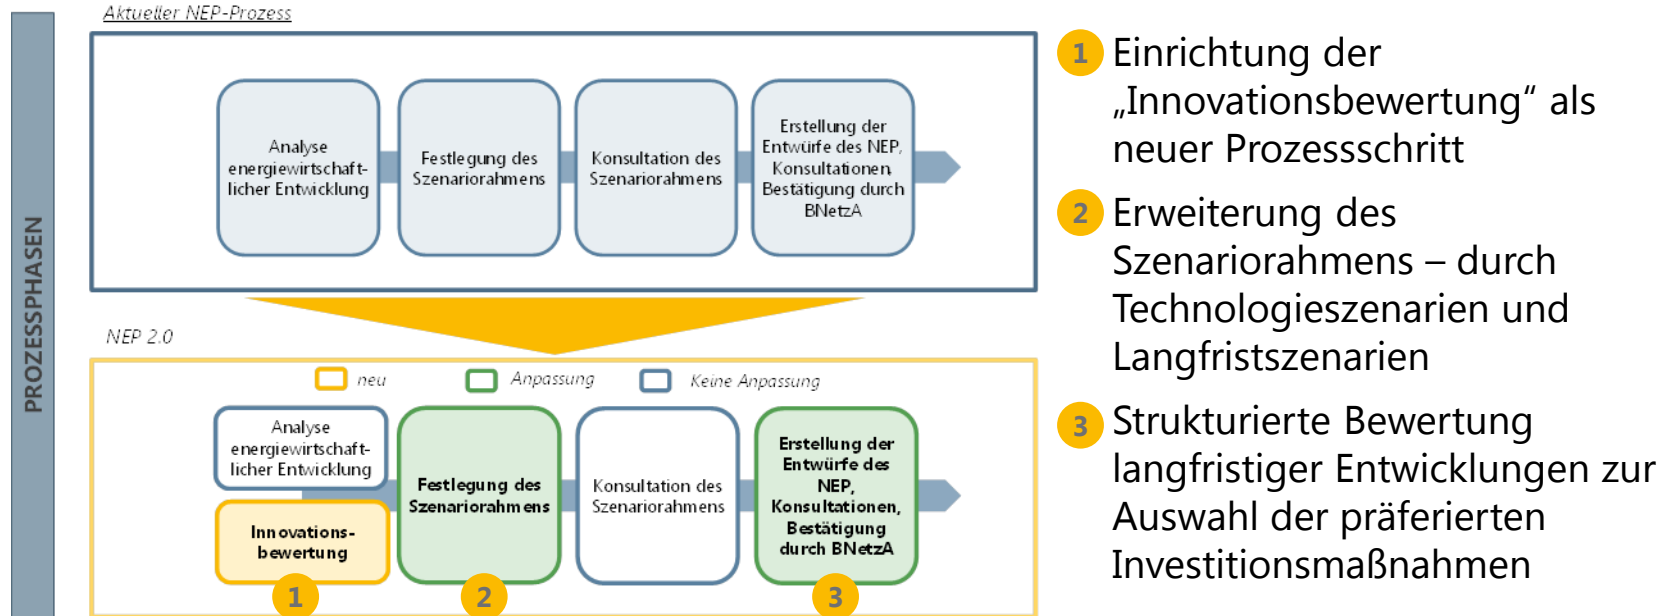 PROZESSPHASEN
Aktueller NEP-Prozess
Analyse
energiewirtschaft-
licher Entwicklung
Festlegung des
Szenariorahmens
Konsultation des
Szenariorahmens
Erstellung der
Entwürfe des NEP,
Konsultationen,
Bestätigung durch
BNetzA
NEP 2.0
neu
Anpassung
Keine Anpassung
Analyse
energiewirtschaft-
licher Entwicklung
Innovations-
bewertung
1
Festlegung des
Szenariorahmens
2
Konsultation des
Szenariorahmens
Erstellung der
Entwürfe des
NEP,
Konsultationen,
Bestätigung
durch BNetzA
3
1 Einrichtung der
„Innovationsbewertung“ als
neuer Prozessschritt
2 Erweiterung des
Szenariorahmens – durch
Technologieszenarien und
Langfristszenarien
3 Strukturierte Bewertung
langfristiger Entwicklungen zur
Auswahl der präferierten
Investitionsmaßnahmen